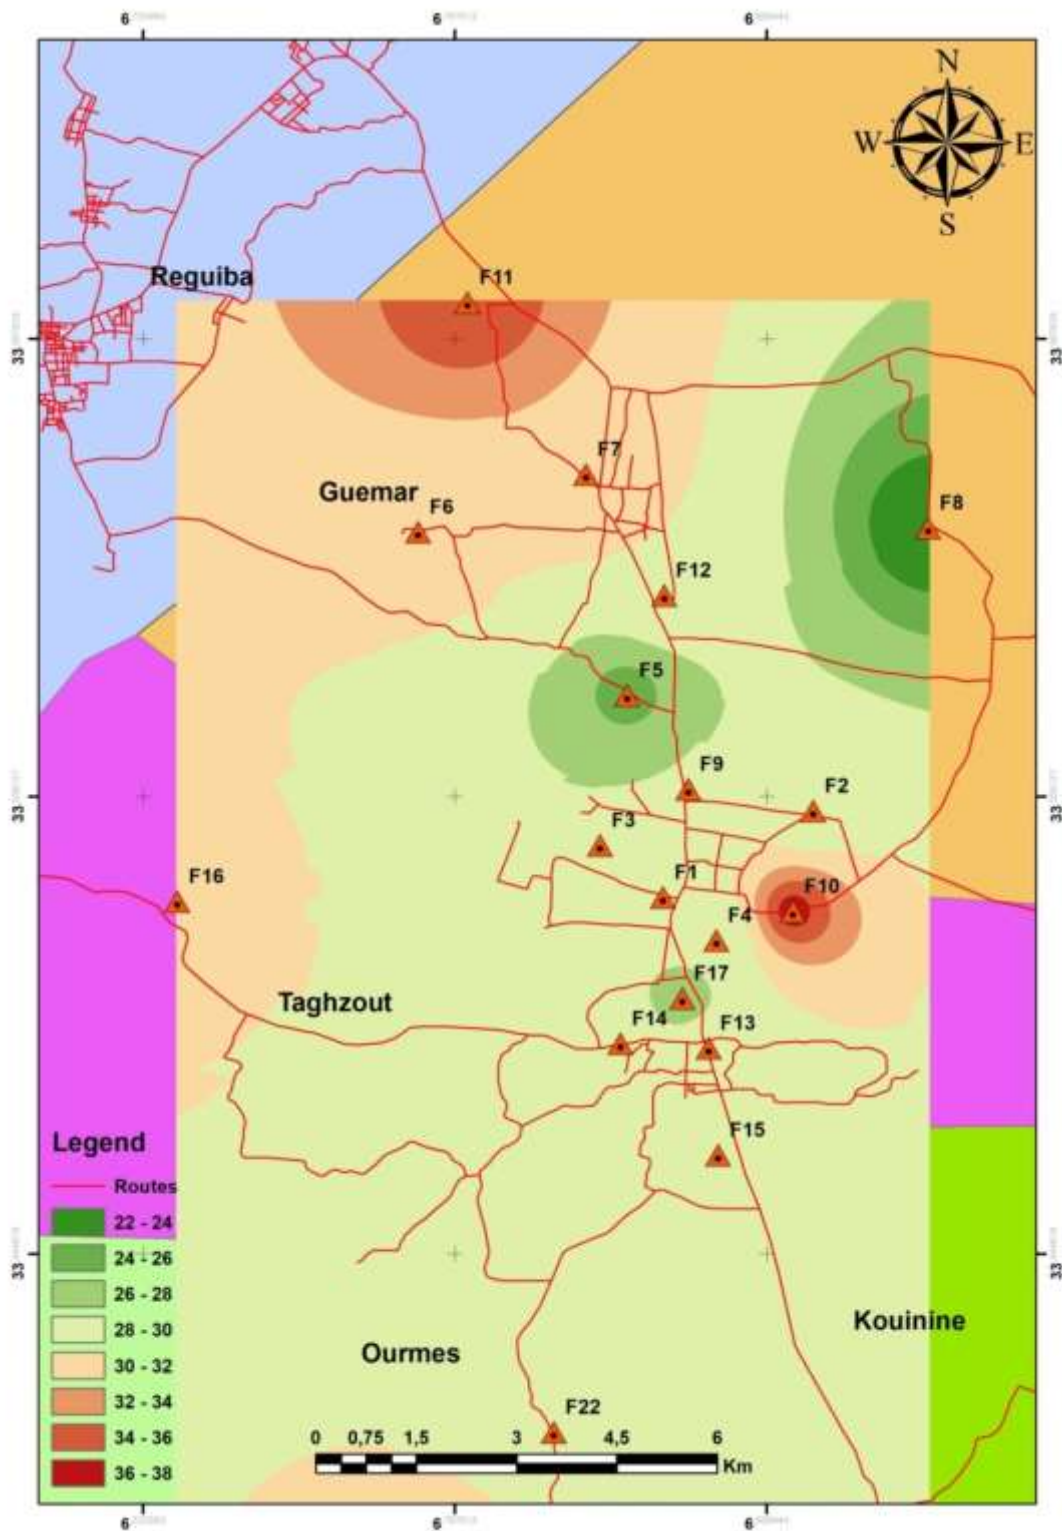 6 6 6
N
W E
S
Reguiba
F11
33 33
F7
Guemar
F6
F8
F12
F5
F9
F2
33 33
F3
F16
F1
F10
F4
F17
Taghzout
F14
F13
Legend
F15
Routes
22 - 24
24 - 26
33 33
26 - 28
28 - 30
Kouinine
30 - 32
Ourmes
32 - 34
F22
34 - 36
0 0,75 1,5 3 4,5 6
Km
36 - 38
6 6 6